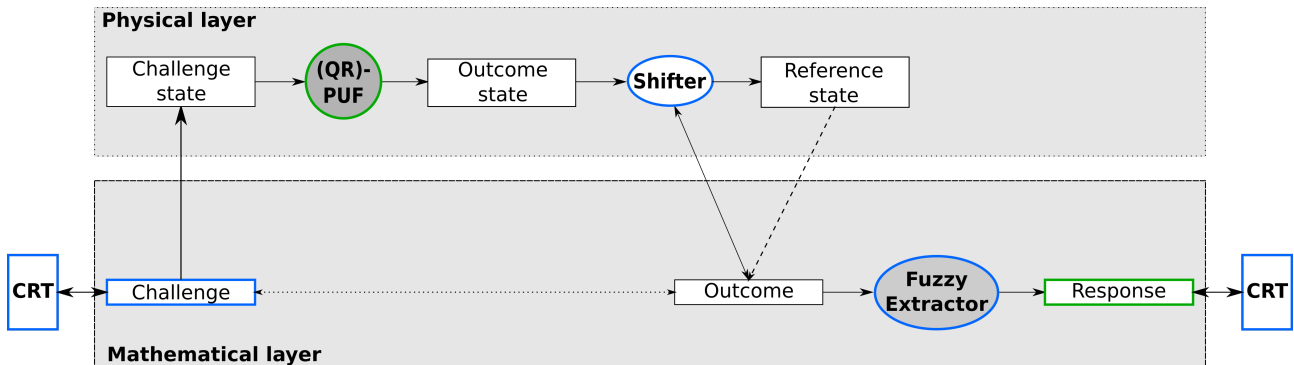 Physical layer
Challenge
state
(QR)-
PUF
Outcome
state
Shifter
Reference
state
CRT
Challenge
Outcome
Fuzzy
Extractor
Response
CRT
Mathematical layer